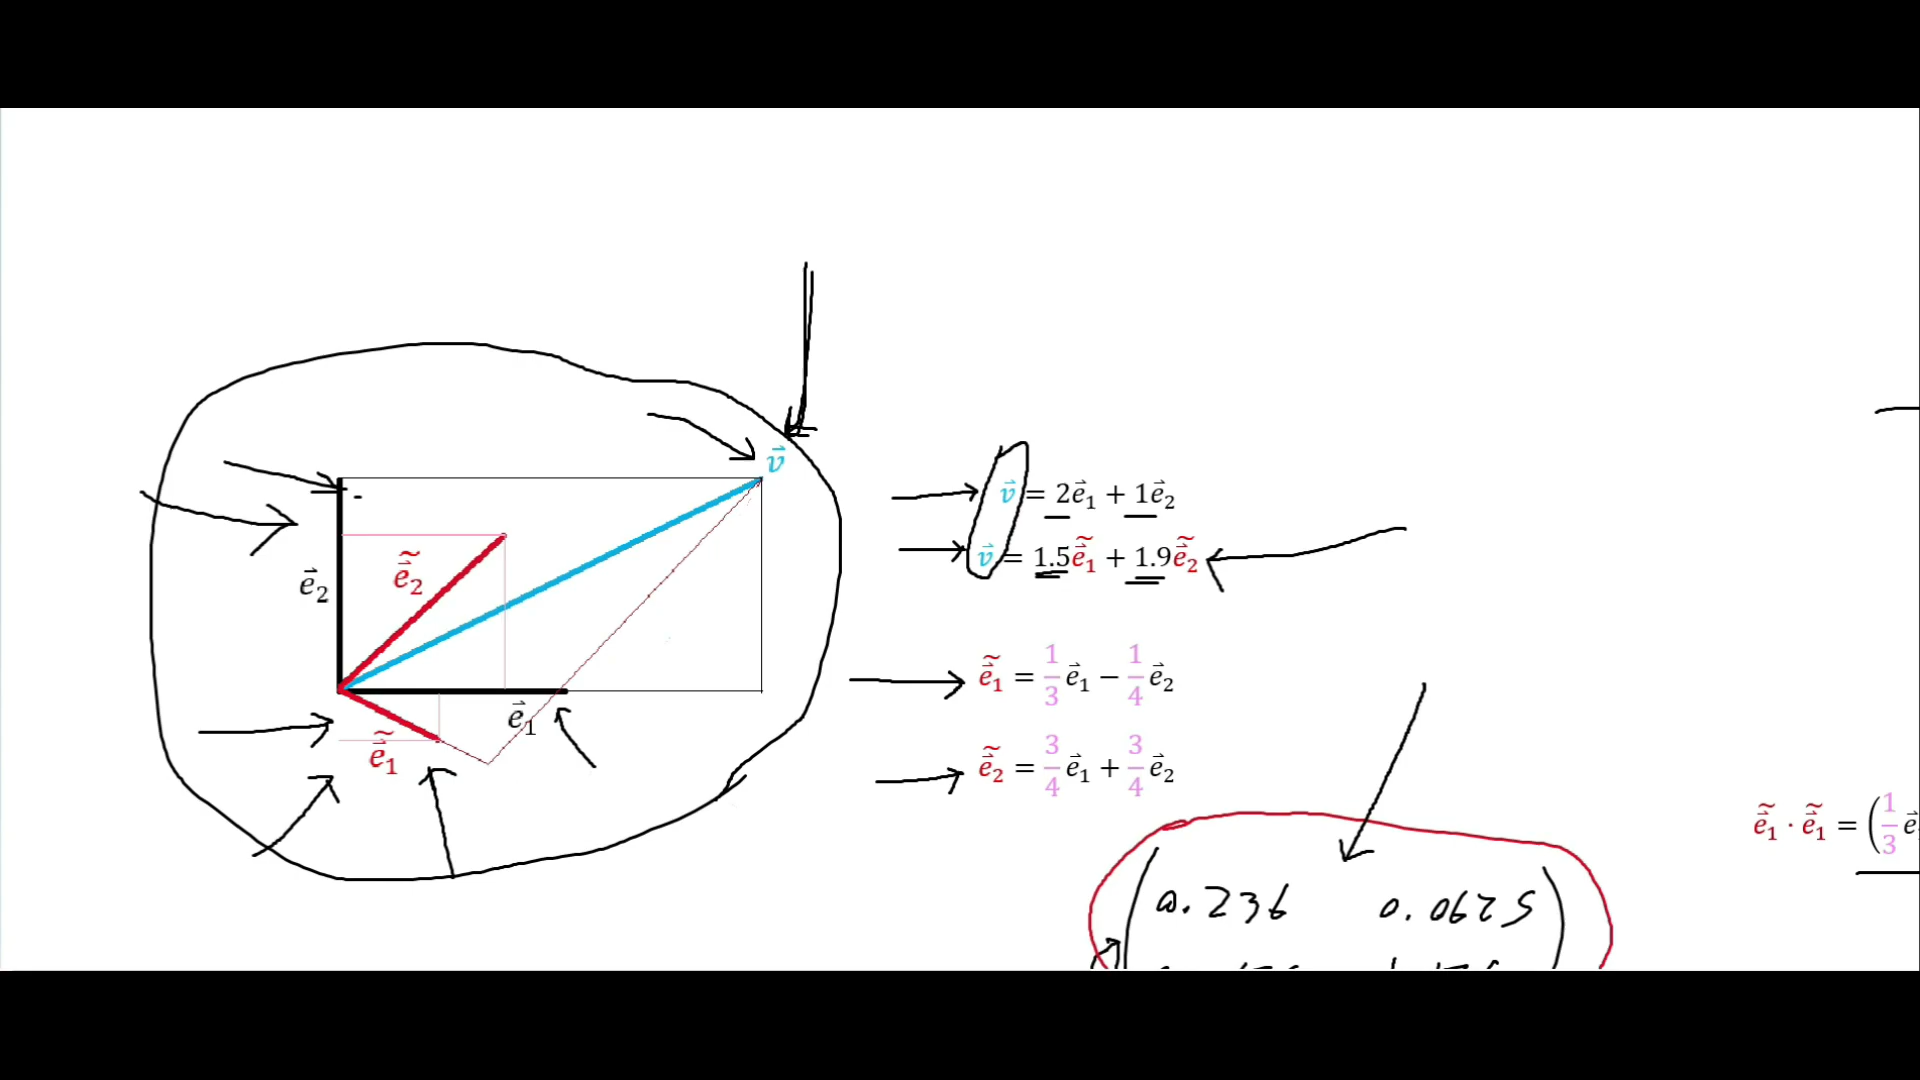 v⃗
ẽ⃗₂
e⃗₂
e⃗₁
ẽ⃗₁
v⃗ = 2e⃗₁ + 1e⃗₂
v⃗ = 1.5ẽ⃗₁ + 1.9ẽ⃗₂
ẽ⃗₁ = 1/3 e⃗₁ − 1/4 e⃗₂
ẽ⃗₂ = 3/4 e⃗₁ + 3/4 e⃗₂
ẽ⃗₁ · ẽ⃗₁ = (1/3 e⃗
0.236 0.0625